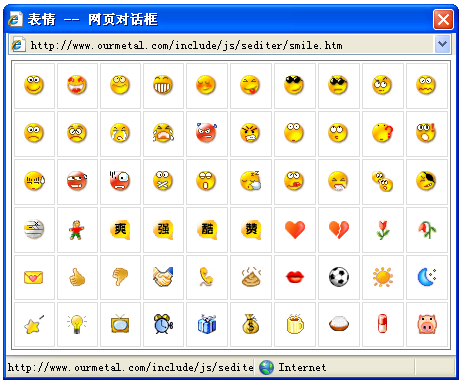 表情 -- 网页对话框
http://www.ourmetal.com/include/js/sediter/smile.htm
爽 强 酷 赞
http://www.ourmetal.com/include/js/sedite Internet